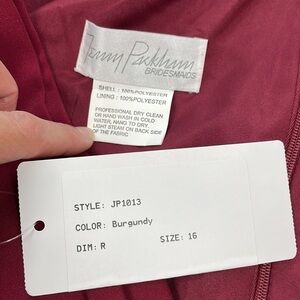 Jenny Packham
BRIDESMAIDS
SHELL : 100%POLYESTER
LINING : 100%POLYESTER
PROFESSIONAL DRY CLEAN
OR HAND WASH IN COLD
WATER, HANG TO DRY.
LIGHT STEAM ON BACK SIDE
OF THE FABRIC
STYLE: JP1013
COLOR: Burgundy
DIM: R SIZE: 16